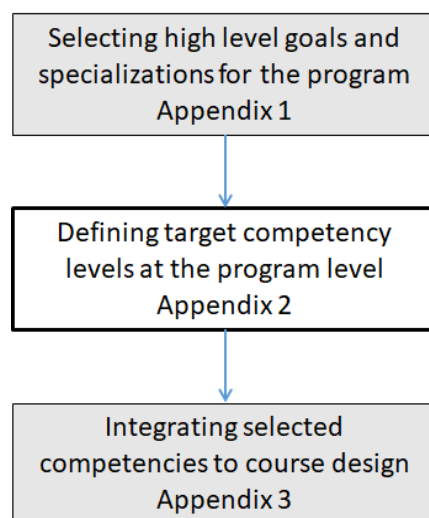 Selecting high level goals and
specializations for the program
Appendix 1
Defining target competency
levels at the program level
Appendix 2
Integrating selected
competencies to course design
Appendix 3